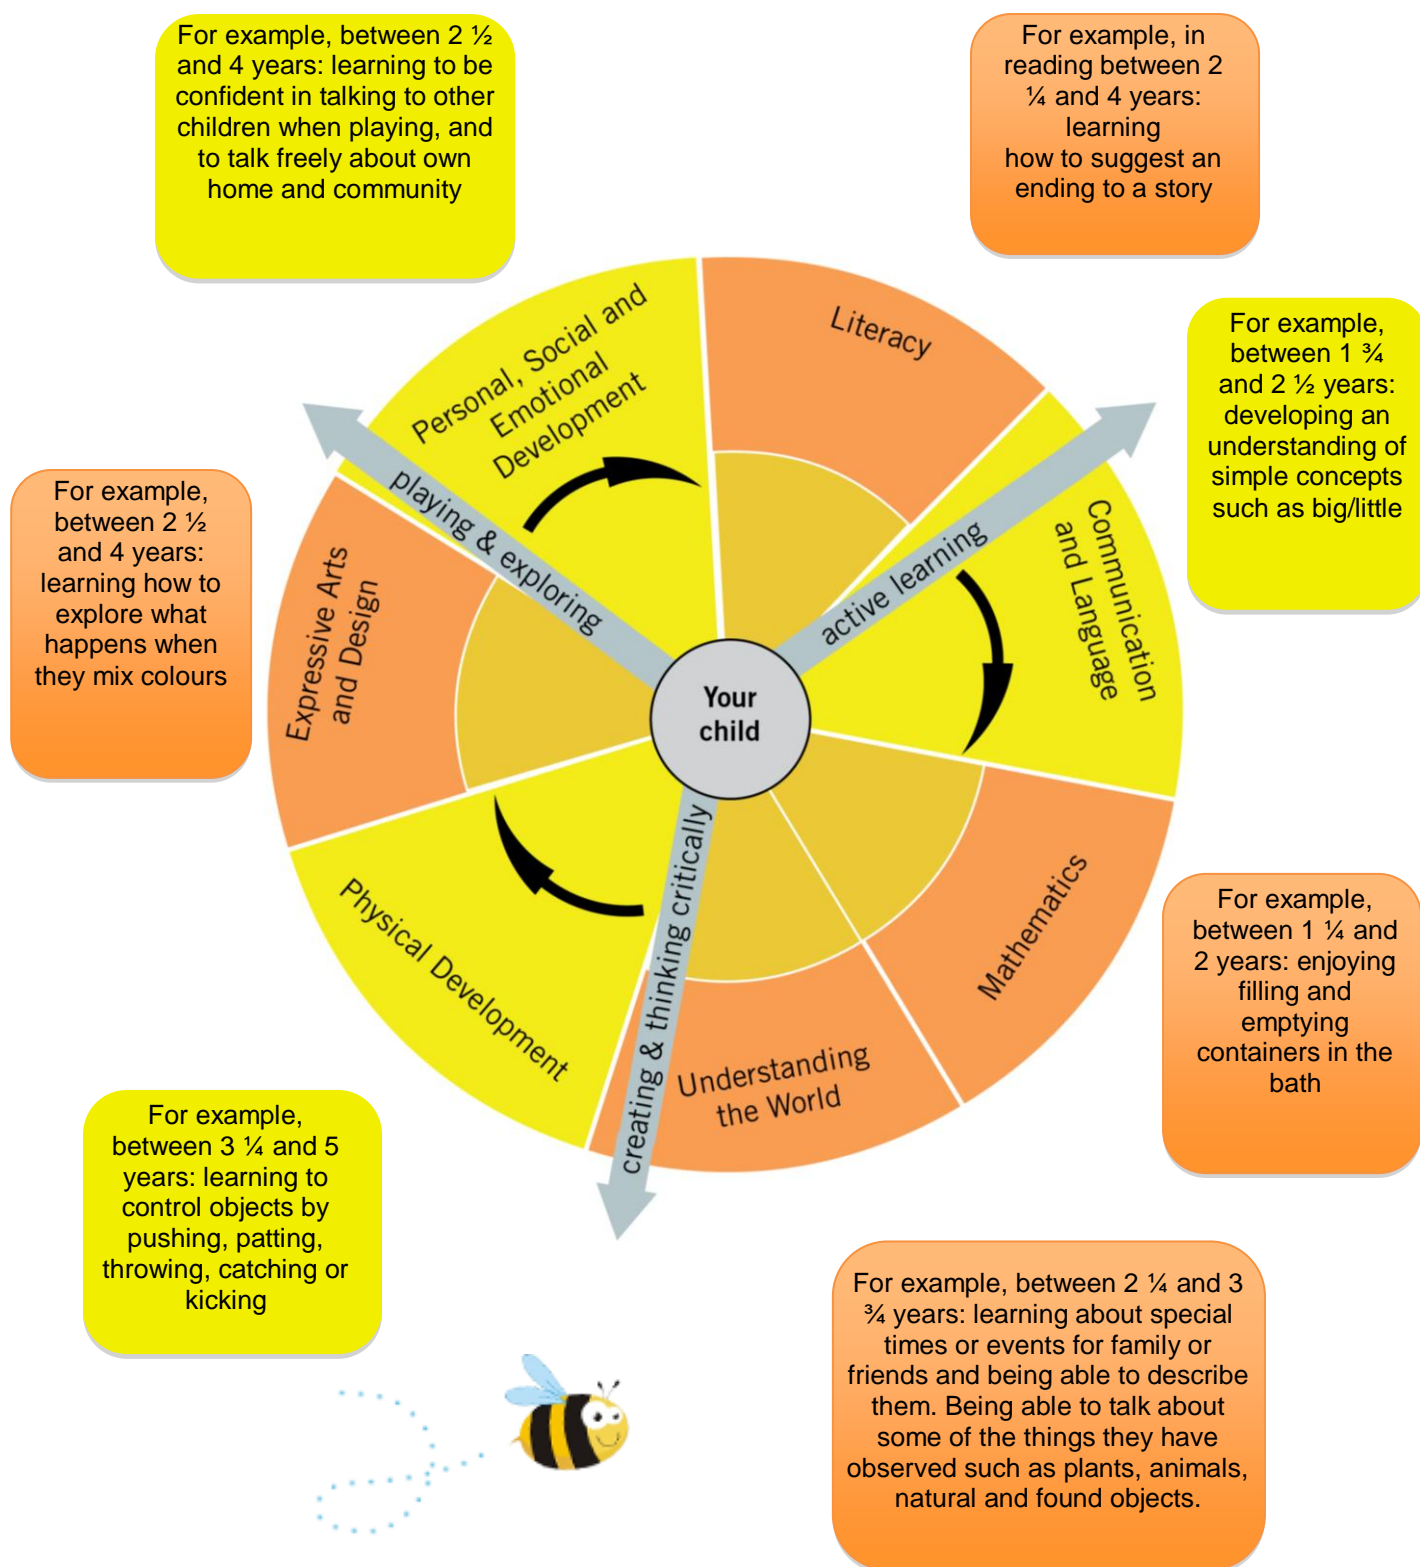 For example, between 2 ½
and 4 years: learning to be
confident in talking to other
children when playing, and
to talk freely about own
home and community
For example, in
reading between 2
¼ and 4 years:
learning
how to suggest an
ending to a story
For example,
between 1 ¾
and 2 ½ years:
developing an
understanding of
simple concepts
such as big/little
For example,
between 2 ½
and 4 years:
learning how to
explore what
happens when
they mix colours
Personal, Social and
Emotional
Development
Literacy
Communication
and Language
playing & exploring
active learning
Expressive Arts
and Design
Your
child
Physical Development
creating & thinking critically
Understanding
the World
Mathematics
For example,
between 1 ¼ and
2 years: enjoying
filling and
emptying
containers in the
bath
For example,
between 3 ¼ and 5
years: learning to
control objects by
pushing, patting,
throwing, catching or
kicking
For example, between 2 ¼ and 3
¾ years: learning about special
times or events for family or
friends and being able to describe
them. Being able to talk about
some of the things they have
observed such as plants, animals,
natural and found objects.